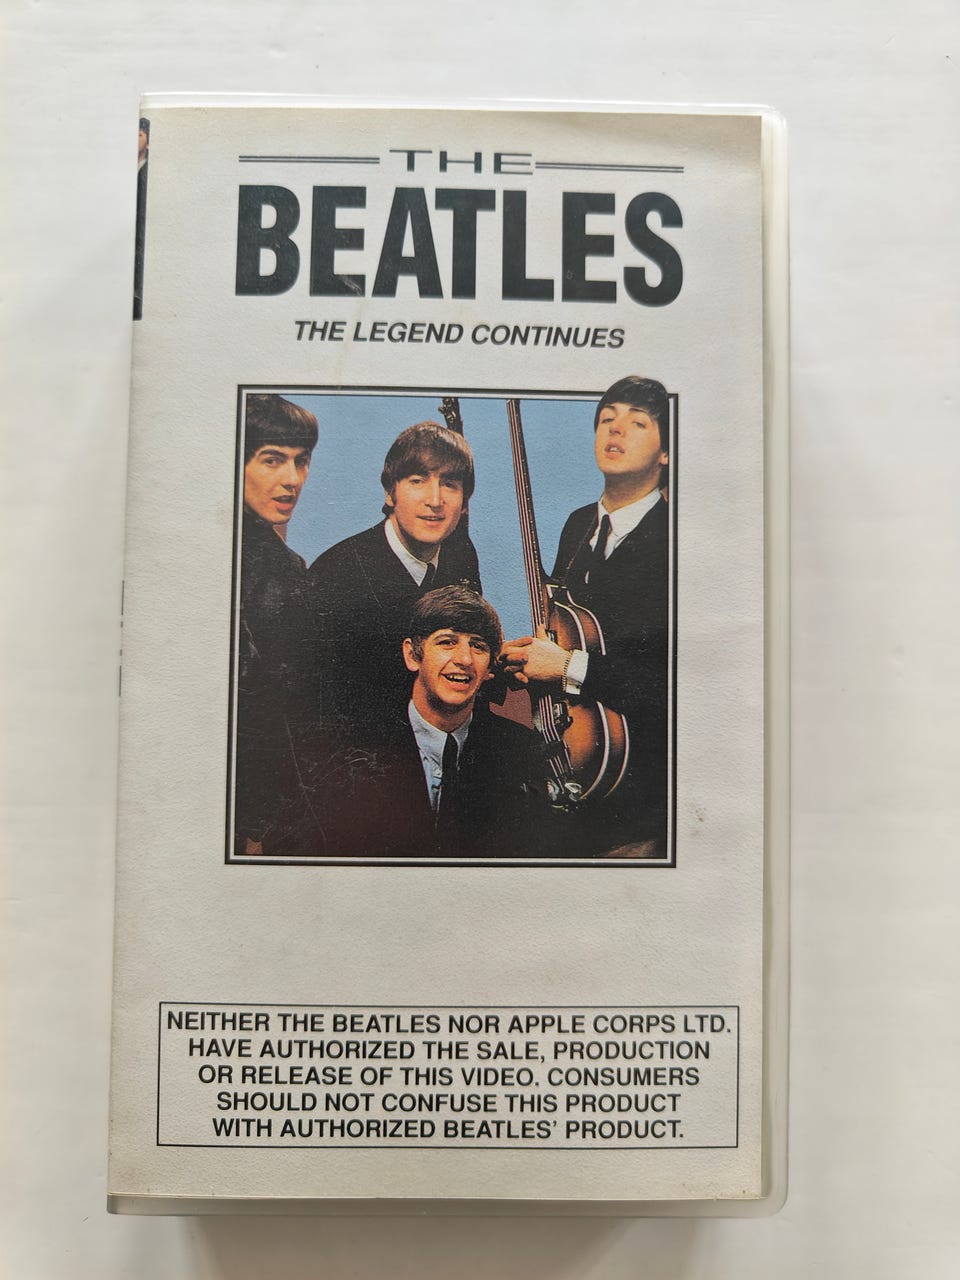 THE
BEATLES
THE LEGEND CONTINUES
NEITHER THE BEATLES NOR APPLE CORPS LTD.
HAVE AUTHORIZED THE SALE, PRODUCTION
OR RELEASE OF THIS VIDEO. CONSUMERS
SHOULD NOT CONFUSE THIS PRODUCT
WITH AUTHORIZED BEATLES' PRODUCT.